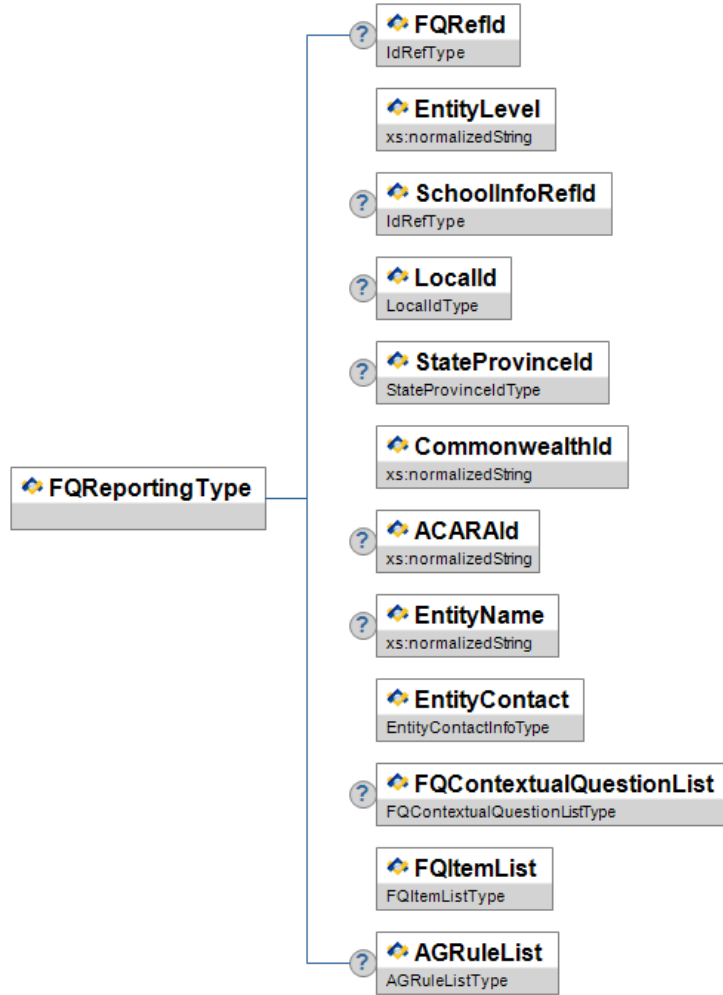 ?
FQRefId
IdRefType
EntityLevel
xs:normalizedString
?
SchoolInfoRefId
IdRefType
?
LocalId
LocalIdType
?
StateProvinceId
StateProvinceIdType
CommonwealthId
xs:normalizedString
FQReportingType
?
ACARAId
xs:normalizedString
?
EntityName
xs:normalizedString
EntityContact
EntityContactInfoType
?
FQContextualQuestionList
FQContextualQuestionListType
FQItemList
FQItemListType
?
AGRuleList
AGRuleListType